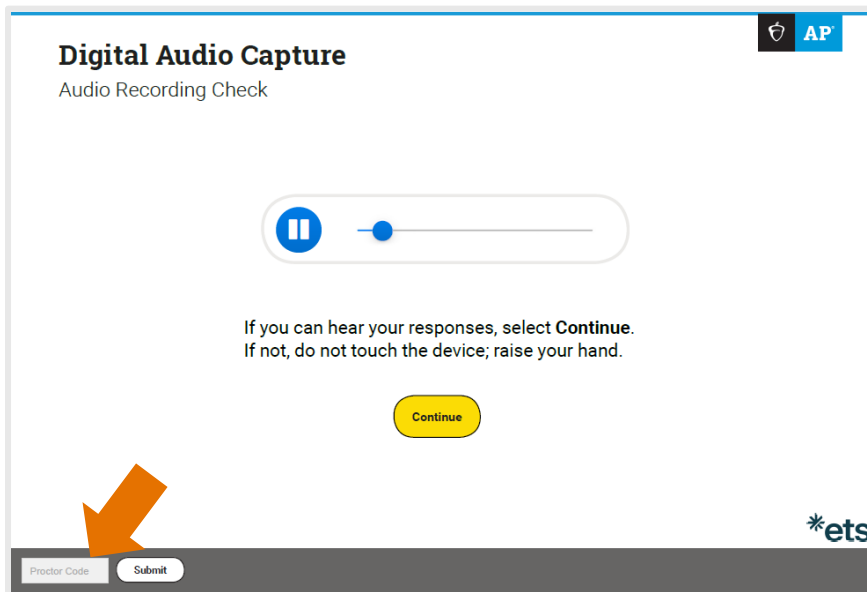 AP
Digital Audio Capture
Audio Recording Check
If you can hear your responses, select Continue.
If not, do not touch the device; raise your hand.
Continue
*ets
Proctor Code
Submit